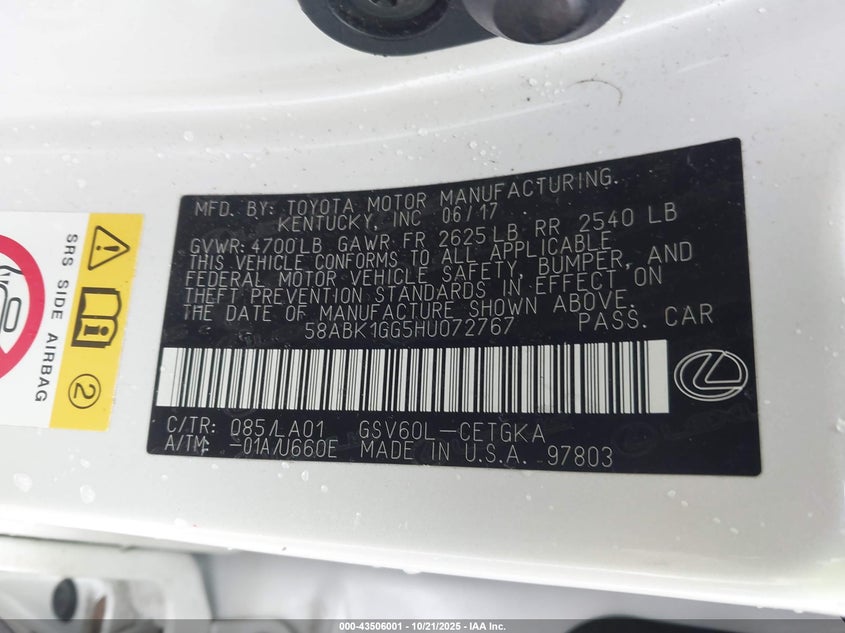 MFD. BY: TOYOTA MOTOR MANUFACTURING.
KENTUCKY, INC 06/17
GVWR: 4700LB GAWR FR 2625 LB, RR 2540 LB
THIS VEHICLE CONFORMS TO ALL APPLICABLE
FEDERAL MOTOR VEHICLE SAFETY, BUMPER, AND
THEFT PREVENTION STANDARDS IN EFFECT ON
THE DATE OF MANUFACTURE SHOWN ABOVE.
58ABK1GG5HU072767 PASS. CAR
C/TR: 085/LA01 GSV60L-CETGKA
A/TM: -01A/U660E MADE IN U.S.A. 97803
SRS SIDE AIRBAG
2
000-43506001 - 10/21/2025 - IAA Inc.